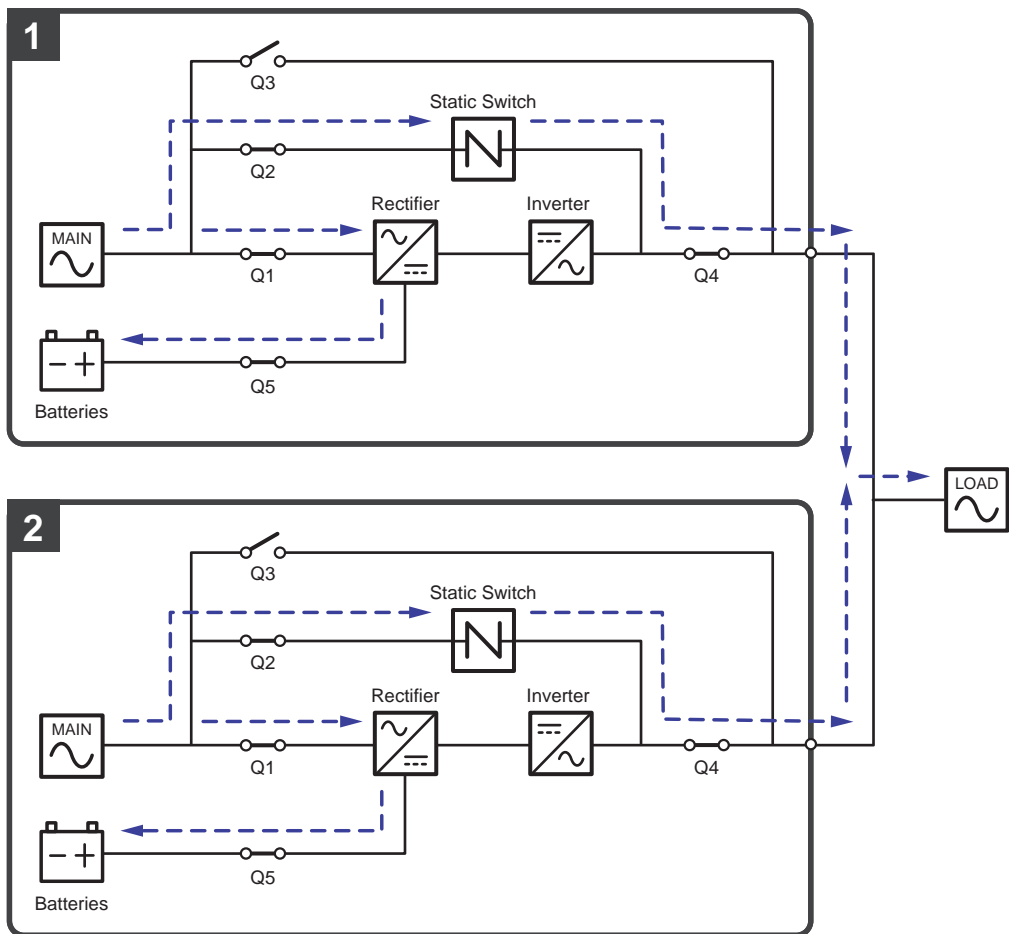 1
Q3
Static Switch
Q2
Rectifier
Inverter
MAIN
Q1
Q4
Q5
Batteries
LOAD
2
Q3
Static Switch
Q2
Rectifier
Inverter
MAIN
Q1
Q4
Q5
Batteries